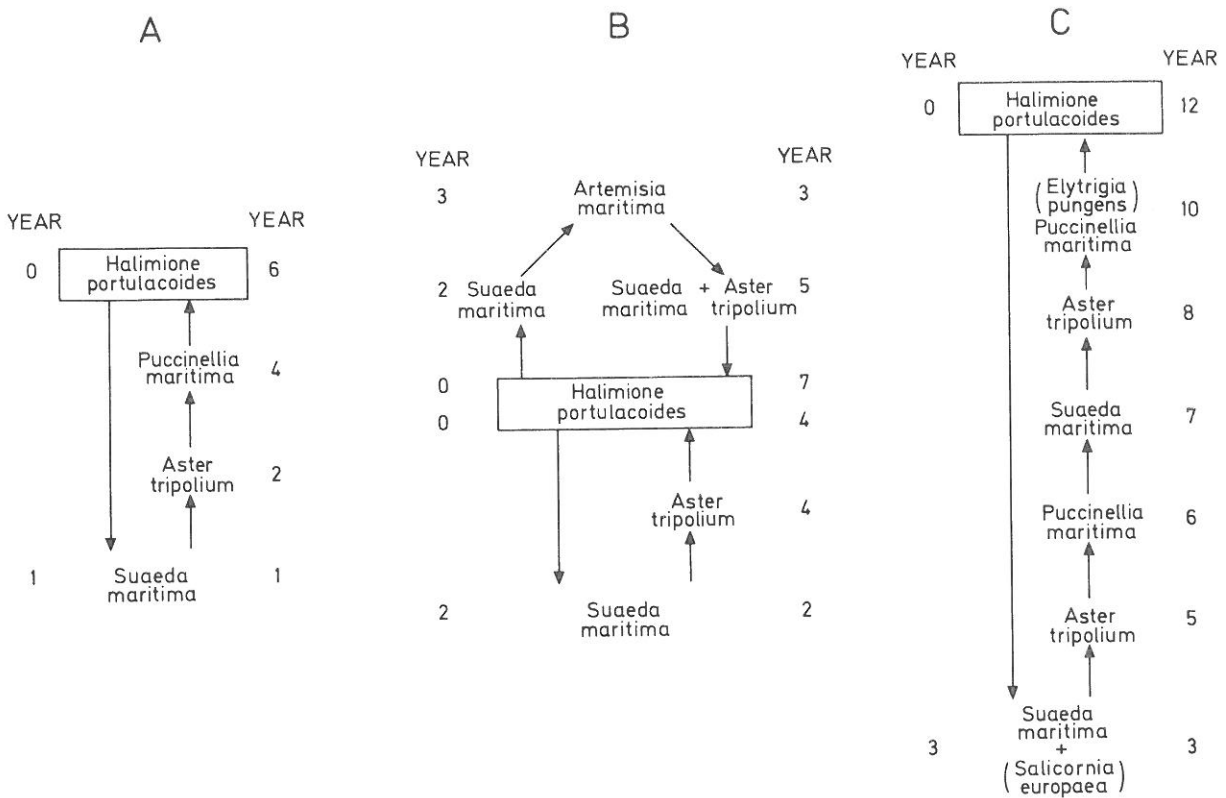 A
YEAR
YEAR
0
Halimione
portulacoides
6
Puccinellia
maritima
4
Aster
tripolium
2
1
Suaeda
maritima
1
B
YEAR
YEAR
3
Artemisia
maritima
3
2
Suaeda
maritima
Suaeda + Aster
maritima tripolium
5
0
7
Halimione
portulacoides
0
4
Aster
tripolium
4
2
Suaeda
maritima
2
C
YEAR
YEAR
0
Halimione
portulacoides
12
(Elytrigia
pungens)
Puccinellia
maritima
10
Aster
tripolium
8
Suaeda
maritima
7
Puccinellia
maritima
6
Aster
tripolium
5
Suaeda
maritima
+
(Salicornia
europaea)
3
3